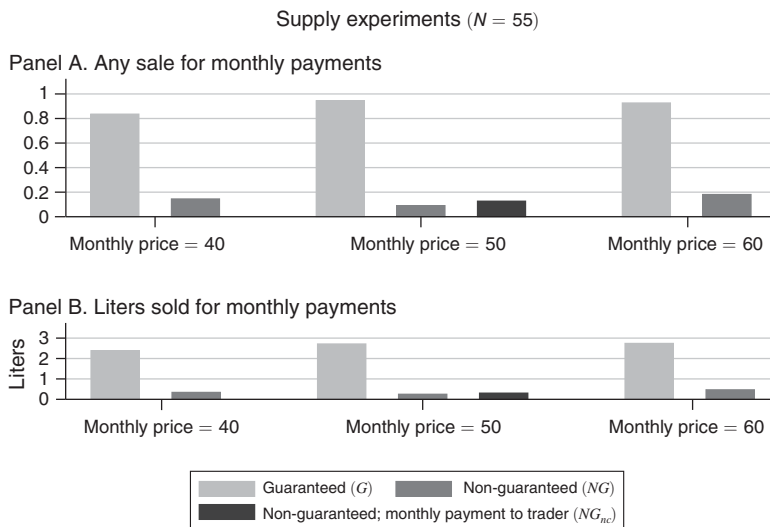 Supply experiments (N = 55)
Panel A. Any sale for monthly payments
1
0.8
0.6
0.4
0.2
0
Monthly price = 40
Monthly price = 50
Monthly price = 60
Panel B. Liters sold for monthly payments
Liters
3
2
1
0
Monthly price = 40
Monthly price = 50
Monthly price = 60
Guaranteed (G)
Non-guaranteed (NG)
Non-guaranteed; monthly payment to trader (NGnc)